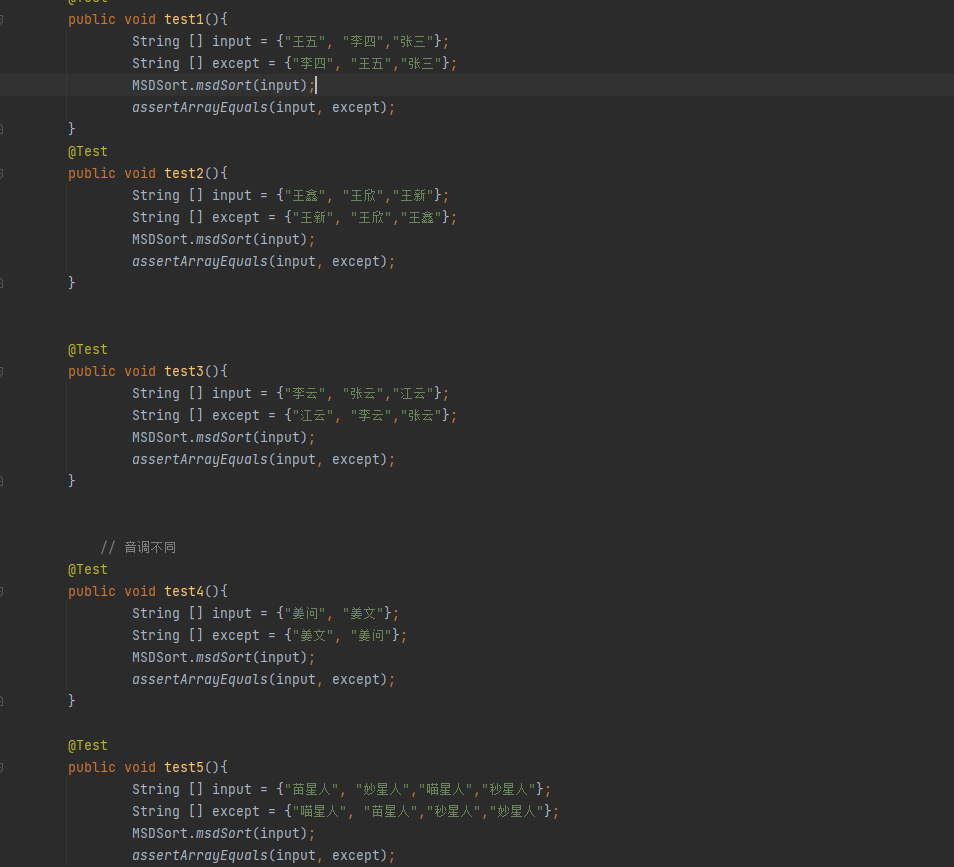 @Test
public void test1(){
String [] input = {"王五", "李四","张三"};
String [] except = {"李四", "王五","张三"};
MSDSort.msdSort(input);
assertArrayEquals(input, except);
}
@Test
public void test2(){
String [] input = {"王鑫", "王欣","王新"};
String [] except = {"王新", "王欣","王鑫"};
MSDSort.msdSort(input);
assertArrayEquals(input, except);
}
@Test
public void test3(){
String [] input = {"李云", "张云","江云"};
String [] except = {"江云", "李云","张云"};
MSDSort.msdSort(input);
assertArrayEquals(input, except);
}
// 音调不同
@Test
public void test4(){
String [] input = {"姜问", "姜文"};
String [] except = {"姜文", "姜问"};
MSDSort.msdSort(input);
assertArrayEquals(input, except);
}
@Test
public void test5(){
String [] input = {"苗星人", "妙星人","喵星人","秒星人"};
String [] except = {"喵星人", "苗星人","秒星人","妙星人"};
MSDSort.msdSort(input);
assertArrayEquals(input, except);